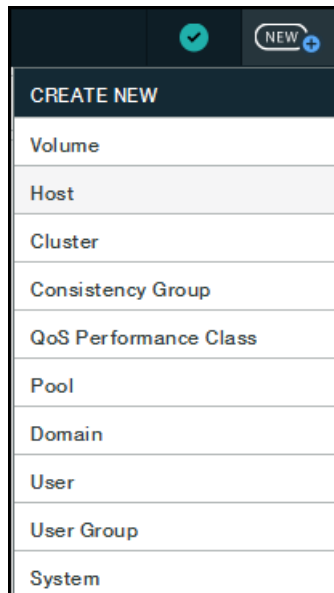 NEW
CREATE NEW
Volume
Host
Cluster
Consistency Group
QoS Performance Class
Pool
Domain
User
User Group
System